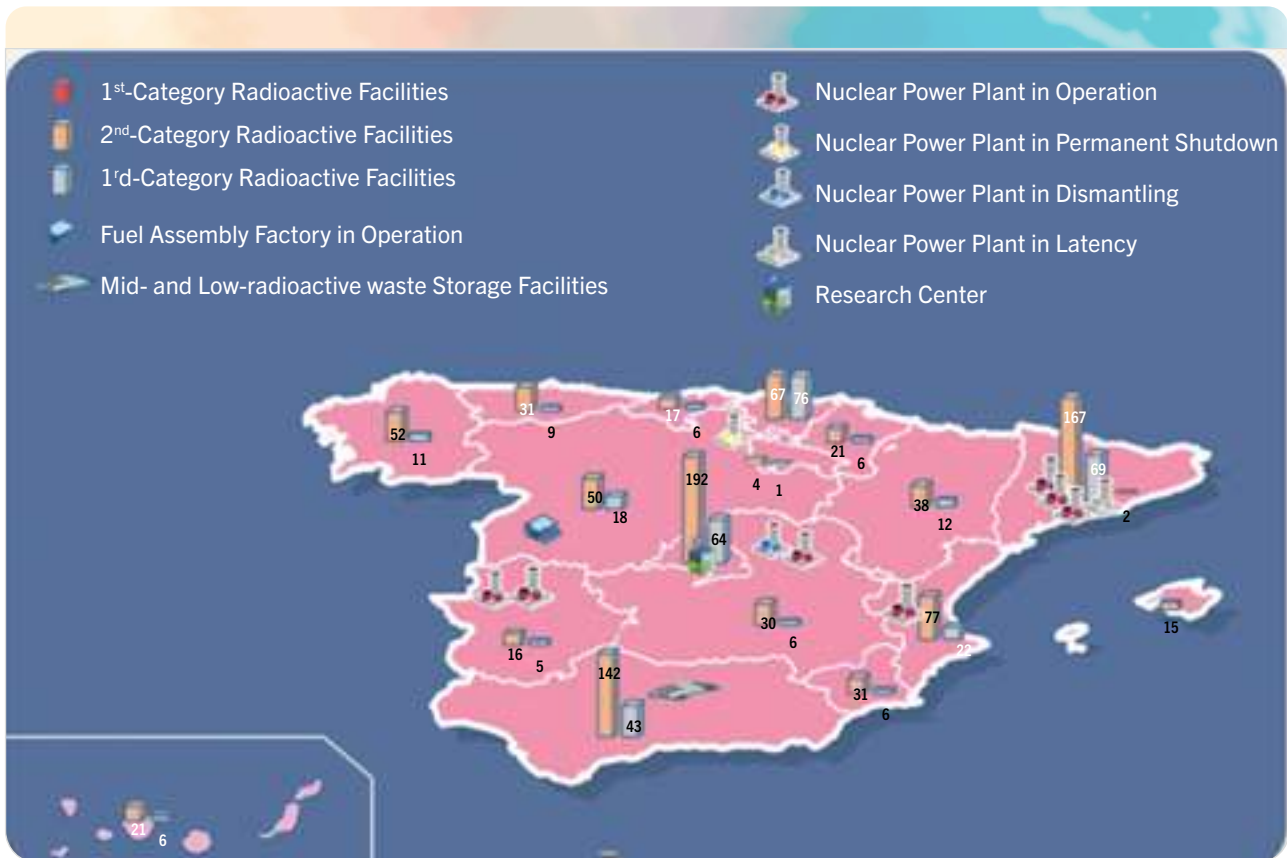 1st-Category Radioactive Facilities
2nd-Category Radioactive Facilities
1rd-Category Radioactive Facilities
Fuel Assembly Factory in Operation
Mid- and Low-radioactive waste Storage Facilities
Nuclear Power Plant in Operation
Nuclear Power Plant in Permanent Shutdown
Nuclear Power Plant in Dismantling
Nuclear Power Plant in Latency
Research Center
67 76
31 9
17 6
167
52 11
21 6
69
192
4 1
2
50 18
38 12
64
77 22
15
30 6
16 5
142 43
31 6
21 6